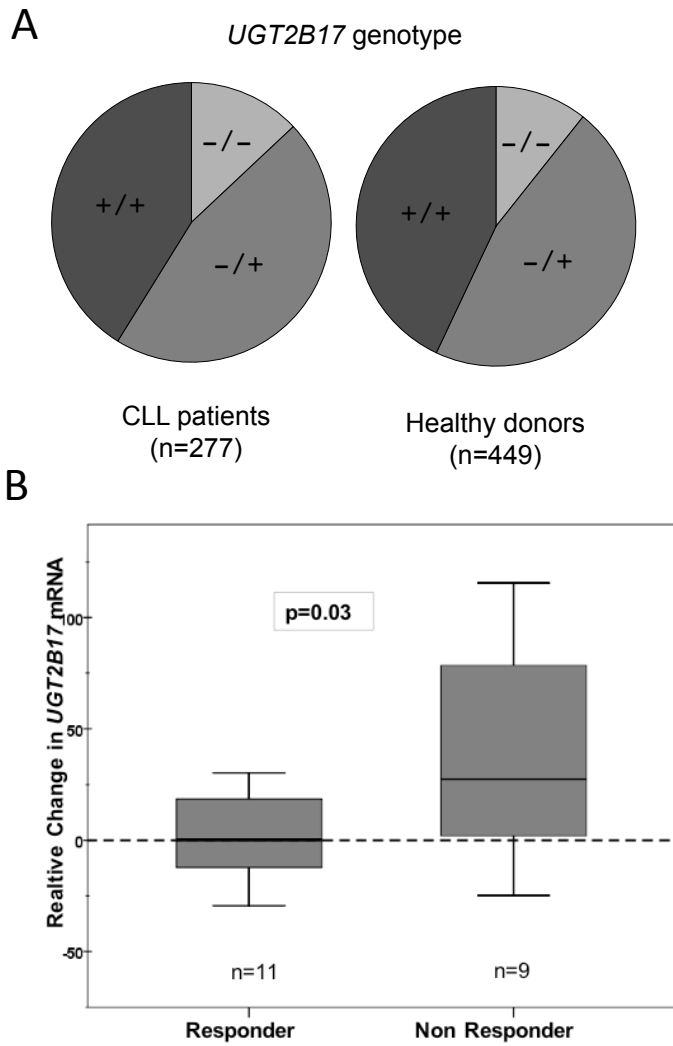 A
UGT2B17 genotype
−/−
+/+
−/+
−/−
+/+
−/+
CLL patients
(n=277)
Healthy donors
(n=449)
B
Realtive Change in UGT2B17 mRNA
100
50
0
-50
p=0.03
n=11
n=9
Responder
Non Responder